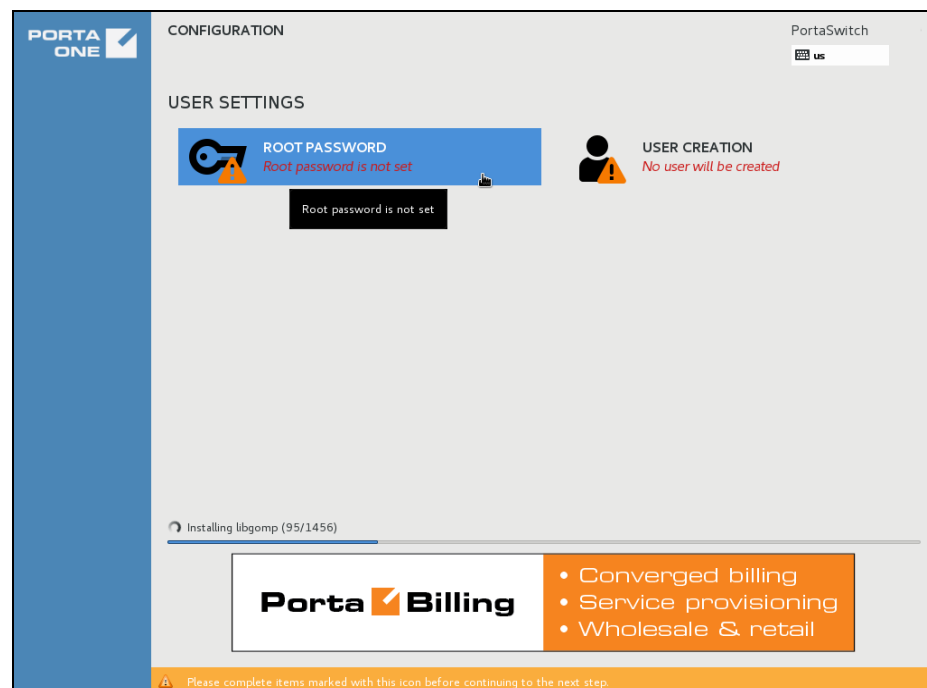 PORTA
ONE
CONFIGURATION
PortaSwitch
us
USER SETTINGS
ROOT PASSWORD
Root password is not set
USER CREATION
No user will be created
Root password is not set
Installing libgomp (95/1456)
Porta Billing
• Converged billing
• Service provisioning
• Wholesale & retail
Please complete items marked with this icon before continuing to the next step.